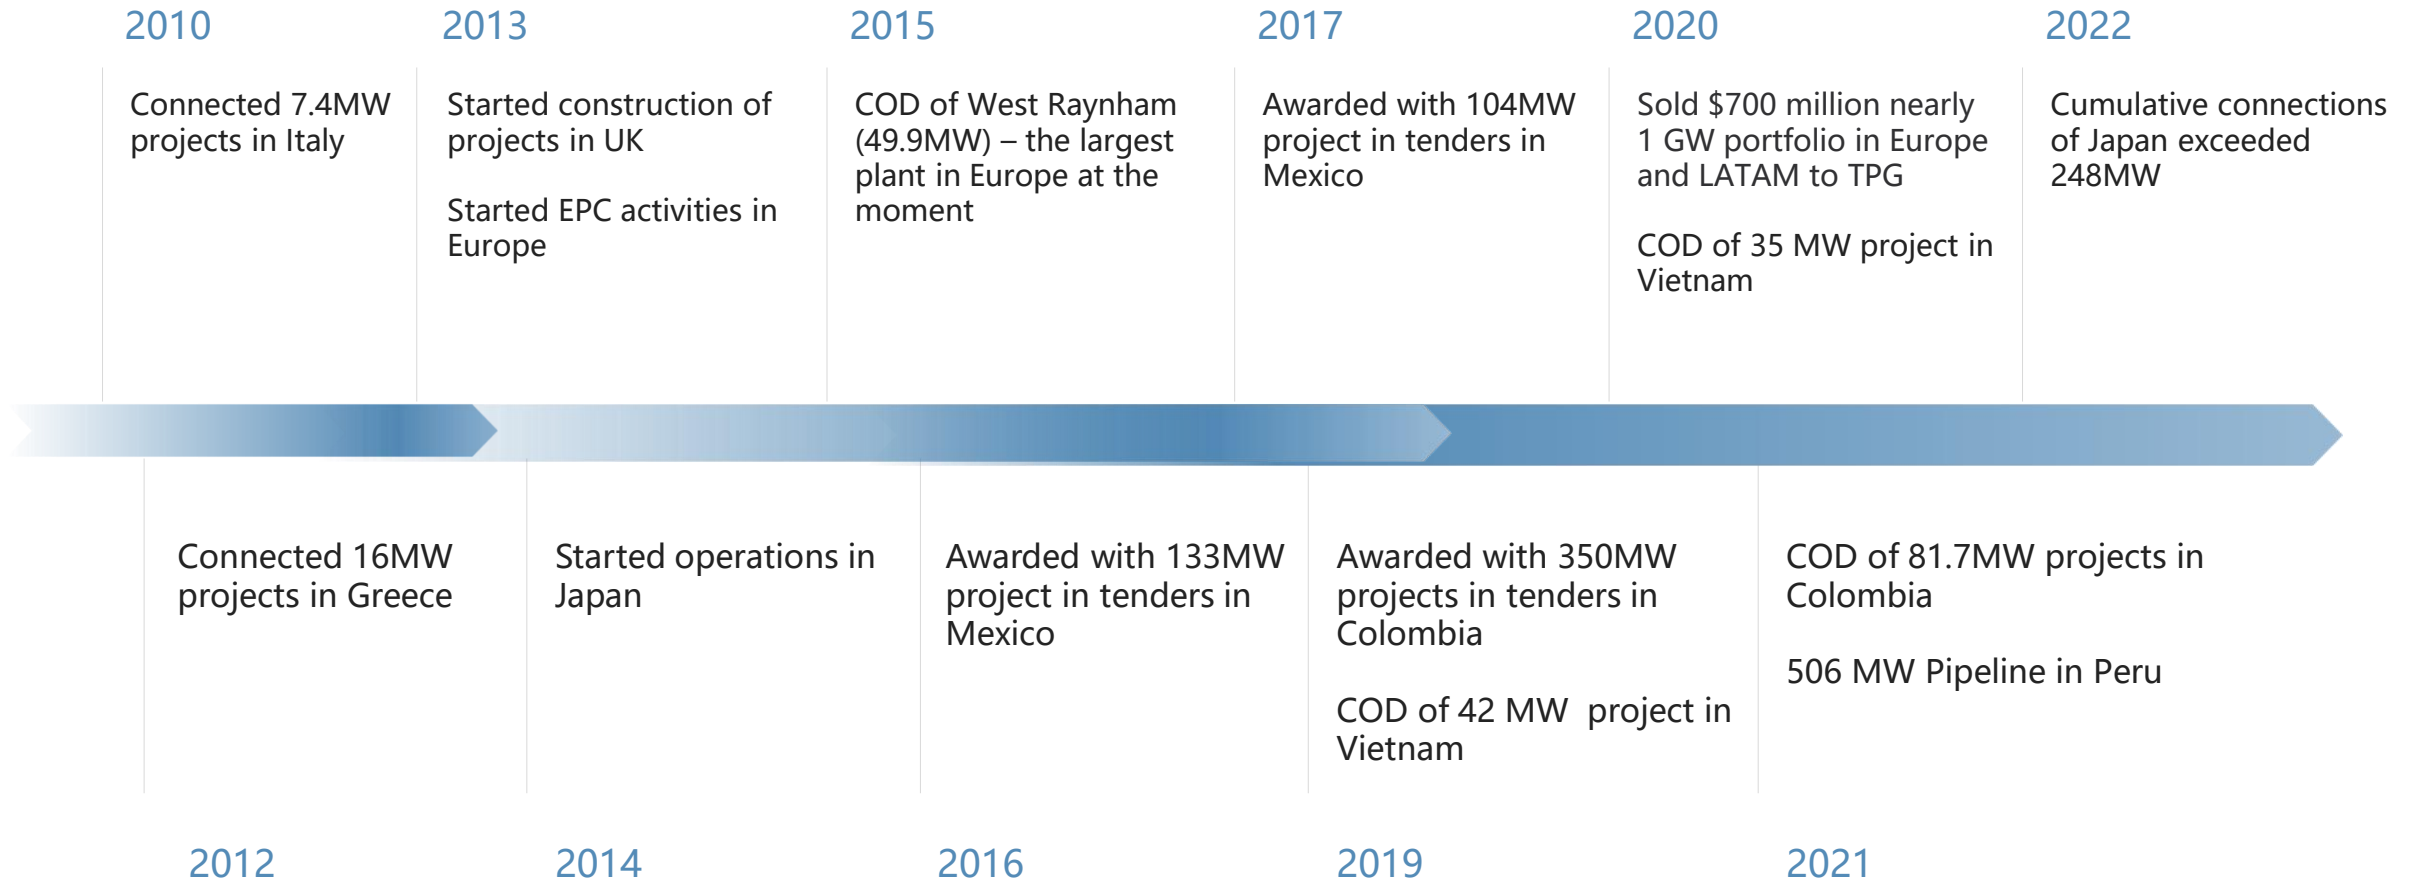 2010
Connected 7.4MW
projects in Italy
2013
Started construction of
projects in UK
Started EPC activities in
Europe
2015
COD of West Raynham
(49.9MW) – the largest
plant in Europe at the
moment
2017
Awarded with 104MW
project in tenders in
Mexico
2020
Sold $700 million nearly
1 GW portfolio in Europe
and LATAM to TPG
COD of 35 MW project in
Vietnam
2022
Cumulative connections
of Japan exceeded
248MW
Connected 16MW
projects in Greece
2012
Started operations in
Japan
2014
Awarded with 133MW
project in tenders in
Mexico
2016
Awarded with 350MW
projects in tenders in
Colombia
COD of 42 MW  project in
Vietnam
2019
COD of 81.7MW projects in
Colombia
506 MW Pipeline in Peru
2021